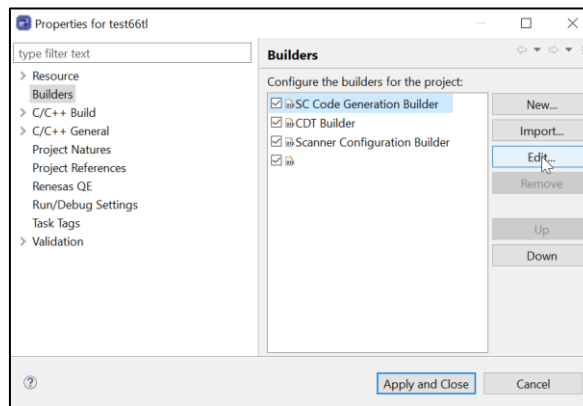 Properties for test66tl
type filter text
Resource
Builders
C/C++ Build
C/C++ General
Project Natures
Project References
Renesas QE
Run/Debug Settings
Task Tags
Validation
Builders
Configure the builders for the project:
SC Code Generation Builder
CDT Builder
Scanner Configuration Builder
New...
Import...
Edit...
Remove
Up
Down
Apply and Close
Cancel